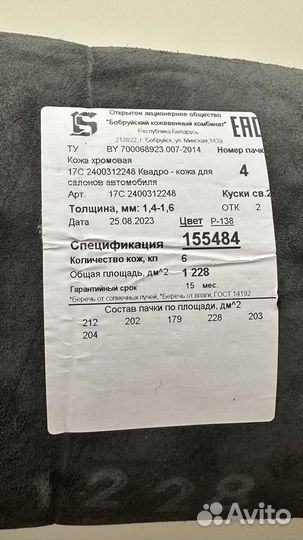 Открытое акционерное общество
"Бобруйский кожевенный комбинат"
Республика Беларусь
213822, г. Бобруйск, ул. Минская,142а
EAC
ТУ BY 700068923.007-2014 Номер пачк
Кожа хромовая
17С 2400312248 Квадро - кожа для 4
салонов автомобиля
Арт. 17С 2400312248 Куски св.2
Толщина, мм: 1,4-1,6 ОТК 2
Дата 25.08.2023 Цвет Р-138
Спецификация 155484
Количество кож, кп 6
Общая площадь, дм^2 1 228
Гарантийный срок 15 мес.
*Беречь от солнечных лучей, *Беречь от влаги, ГОСТ 14192
Состав пачки по площади, дм^2
212 202 179 228 203
204
1228
Avito